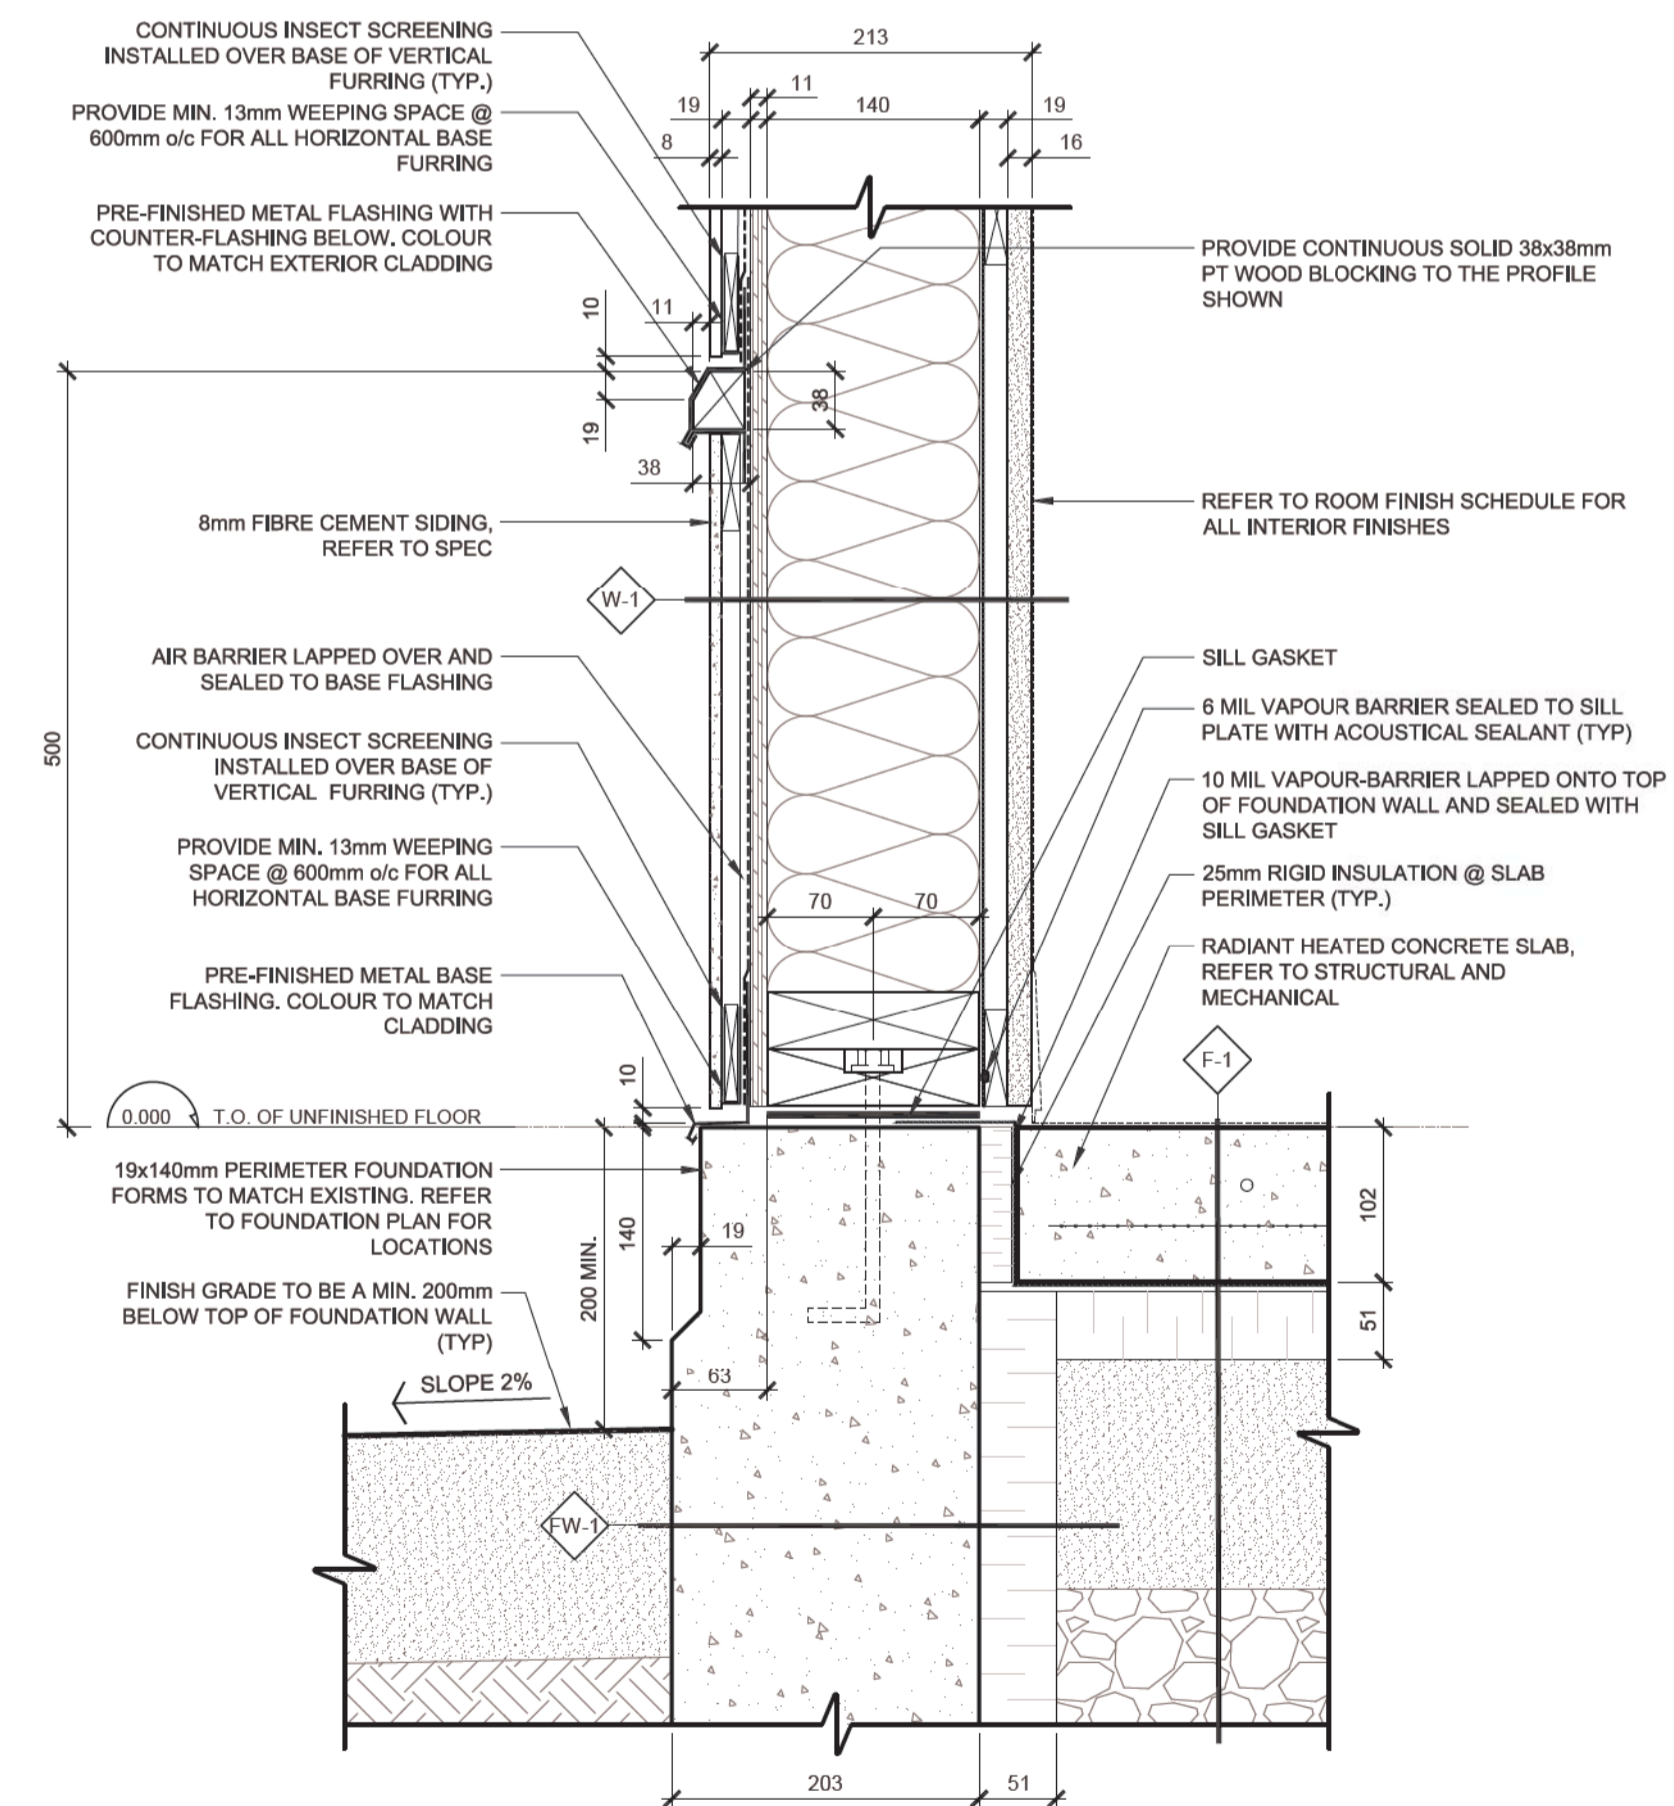 CONTINUOUS INSECT SCREENING
INSTALLED OVER BASE OF VERTICAL
FURRING (TYP.)
PROVIDE MIN. 13mm WEEPING SPACE @
600mm o/c FOR ALL HORIZONTAL BASE
FURRING
PRE-FINISHED METAL FLASHING WITH
COUNTER-FLASHING BELOW. COLOUR
TO MATCH EXTERIOR CLADDING
8mm FIBRE CEMENT SIDING,
REFER TO SPEC
W-1
AIR BARRIER LAPPED OVER AND
SEALED TO BASE FLASHING
CONTINUOUS INSECT SCREENING
INSTALLED OVER BASE OF
VERTICAL FURRING (TYP.)
PROVIDE MIN. 13mm WEEPING
SPACE @ 600mm o/c FOR ALL
HORIZONTAL BASE FURRING
PRE-FINISHED METAL BASE
FLASHING. COLOUR TO MATCH
CLADDING
0.000 T.O. OF UNFINISHED FLOOR
19x140mm PERIMETER FOUNDATION
FORMS TO MATCH EXISTING. REFER
TO FOUNDATION PLAN FOR
LOCATIONS
FINISH GRADE TO BE A MIN. 200mm
BELOW TOP OF FOUNDATION WALL
(TYP)
SLOPE 2%
FW-1
213
11
19 140 19
8 16
10
11
19
38
38
500
70 70
10
140
19
200 MIN.
63
102
51
203 51
PROVIDE CONTINUOUS SOLID 38x38mm
PT WOOD BLOCKING TO THE PROFILE
SHOWN
REFER TO ROOM FINISH SCHEDULE FOR
ALL INTERIOR FINISHES
SILL GASKET
6 MIL VAPOUR BARRIER SEALED TO SILL
PLATE WITH ACOUSTICAL SEALANT (TYP)
10 MIL VAPOUR-BARRIER LAPPED ONTO TOP
OF FOUNDATION WALL AND SEALED WITH
SILL GASKET
25mm RIGID INSULATION @ SLAB
PERIMETER (TYP.)
RADIANT HEATED CONCRETE SLAB,
REFER TO STRUCTURAL AND
MECHANICAL
F-1